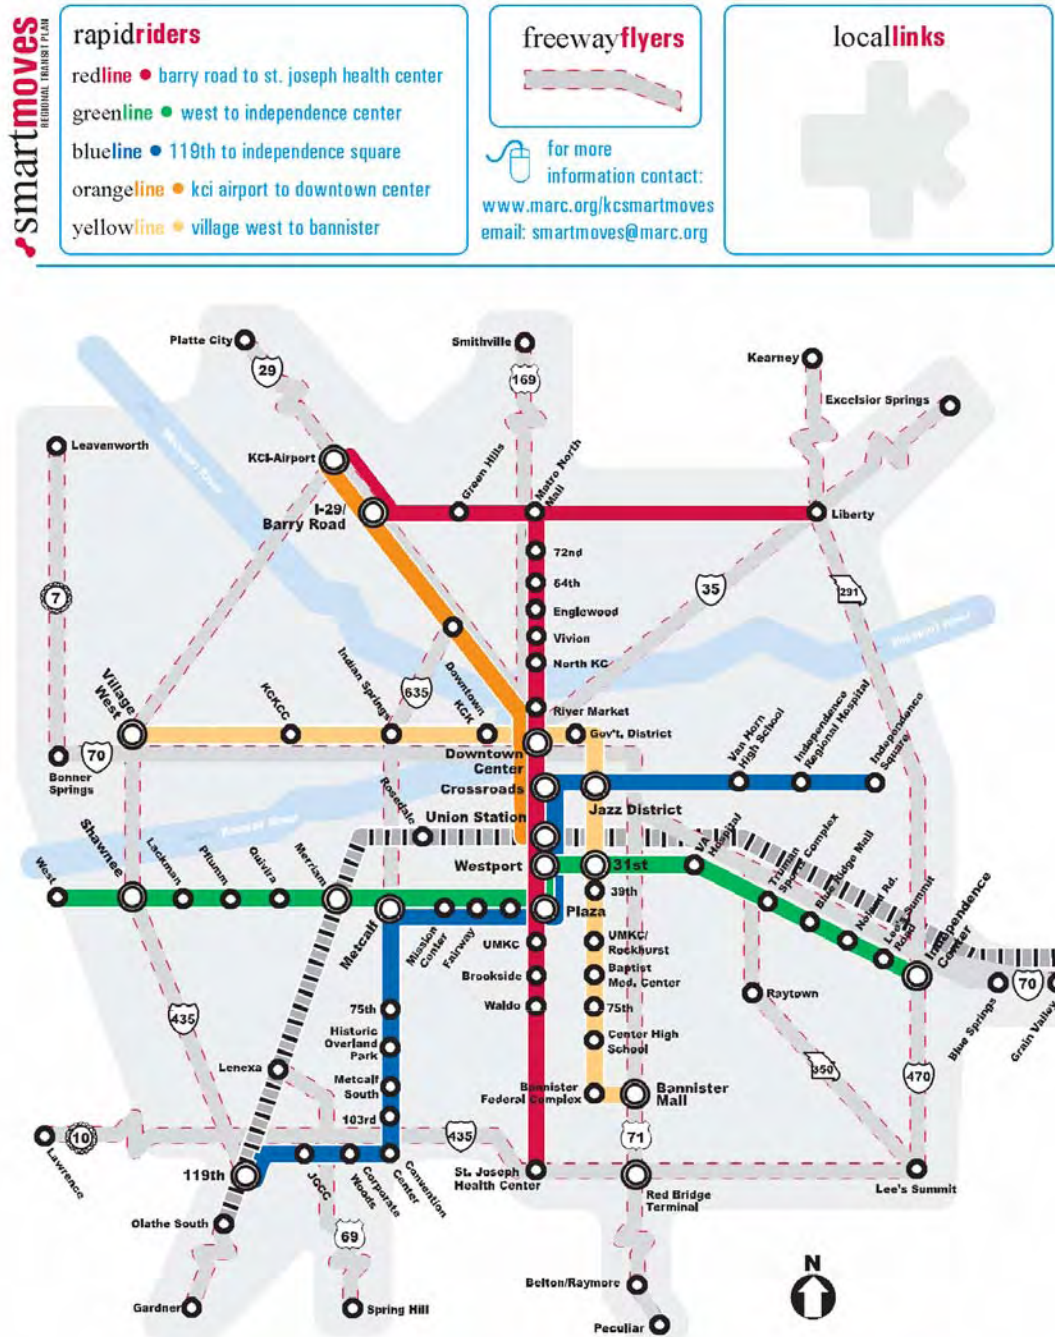 smartmoves
REGIONAL TRANSIT PLAN
rapidriders
redline • barry road to st. joseph health center
greenline • west to independence center
blueline • 119th to independence square
orangeline • kci airport to downtown center
yellowline • village west to bannister
freewayflyers
for more
information contact:
www.marc.org/kcsmartmoves
email: smartmoves@marc.org
locallinks
Platte City
29
Smithville
169
Kearney
Excelsior Springs
Leavenworth
KCI-Airport
Missouri River
Green Hills
Metro North
Mall
I-29/
Barry Road
Liberty
72nd
64th
Englewood
Vivion
North KC
River Market
7
35
291
Missouri River
635
Village
West
KCKCC
Indian Springs
Downtown
KCK
Gov't. District
70
Bonner
Springs
Downtown
Center
Crossroads
Jazz District
Van Horn
High School
Independence
Regional Hospital
Independence
Square
Kansas River
Rosedale
Union Station
Westport
31st
VA
Hospital
Truman
Sports Complex
Blue Ridge Mall
Noland Rd.
Lee's Summit
Road
Independence
Center
West
Shawnee
Lackman
Pflumm
Quivira
Merriam
Metcalf
Mission
Center
Fairway
Plaza
39th
UMKC
UMKC/
Rockhurst
Brookside
Baptist
Med. Center
Waldo
75th
Center High
School
75th
Historic
Overland
Park
Metcalf
South
103rd
Raytown
70
Blue Springs
Grain Valley
435
Lenexa
350
470
Bannister
Federal Complex
Bannister
Mall
10
Lawrence
435
71
119th
JCCC
Corporate
Woods
Convention
Center
St. Joseph
Health Center
Red Bridge
Terminal
Lee's Summit
Olathe South
69
Gardner
Spring Hill
Belton/Raymore
Peculiar
N